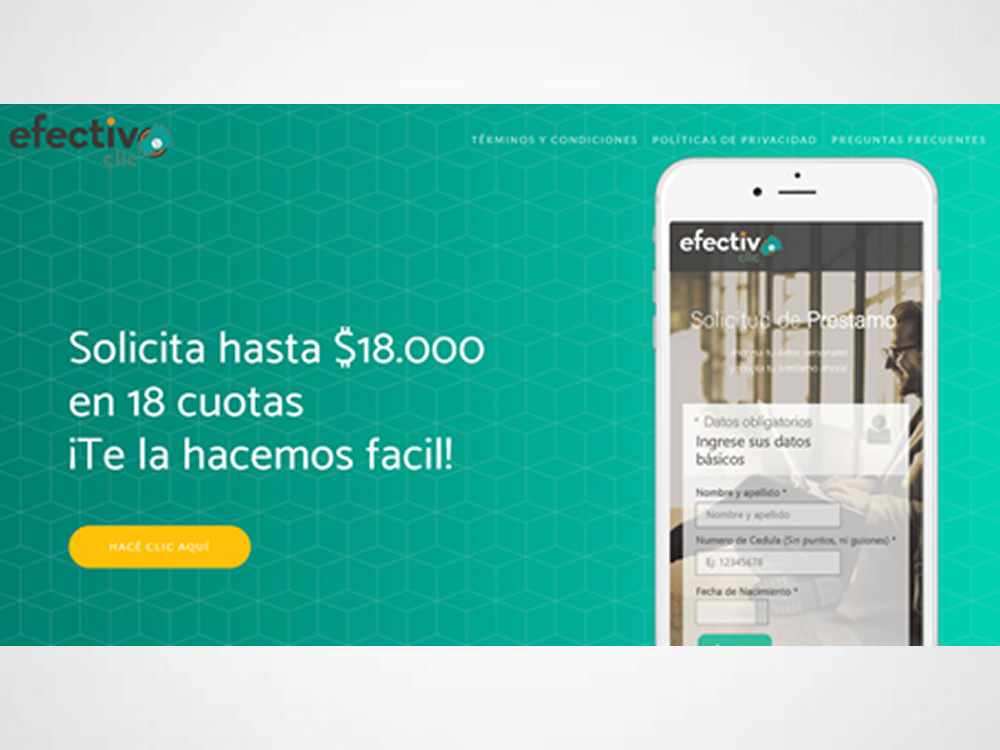 efectivo
clic
TÉRMINOS Y CONDICIONES POLÍTICAS DE PRIVACIDAD PREGUNTAS FRECUENTES
Solicita hasta $18.000
en 18 cuotas
¡Te la hacemos facil!
HACÉ CLIC AQUÍ
efectivo
clic
Solicitud de Prestamo
* Datos obligatorios
Ingrese sus datos
básicos
Nombre y apellido *
Nombre y apellido
Numero de Cedula (Sin puntos, ni guiones) *
Ej: 12345678
Fecha de Nacimiento *